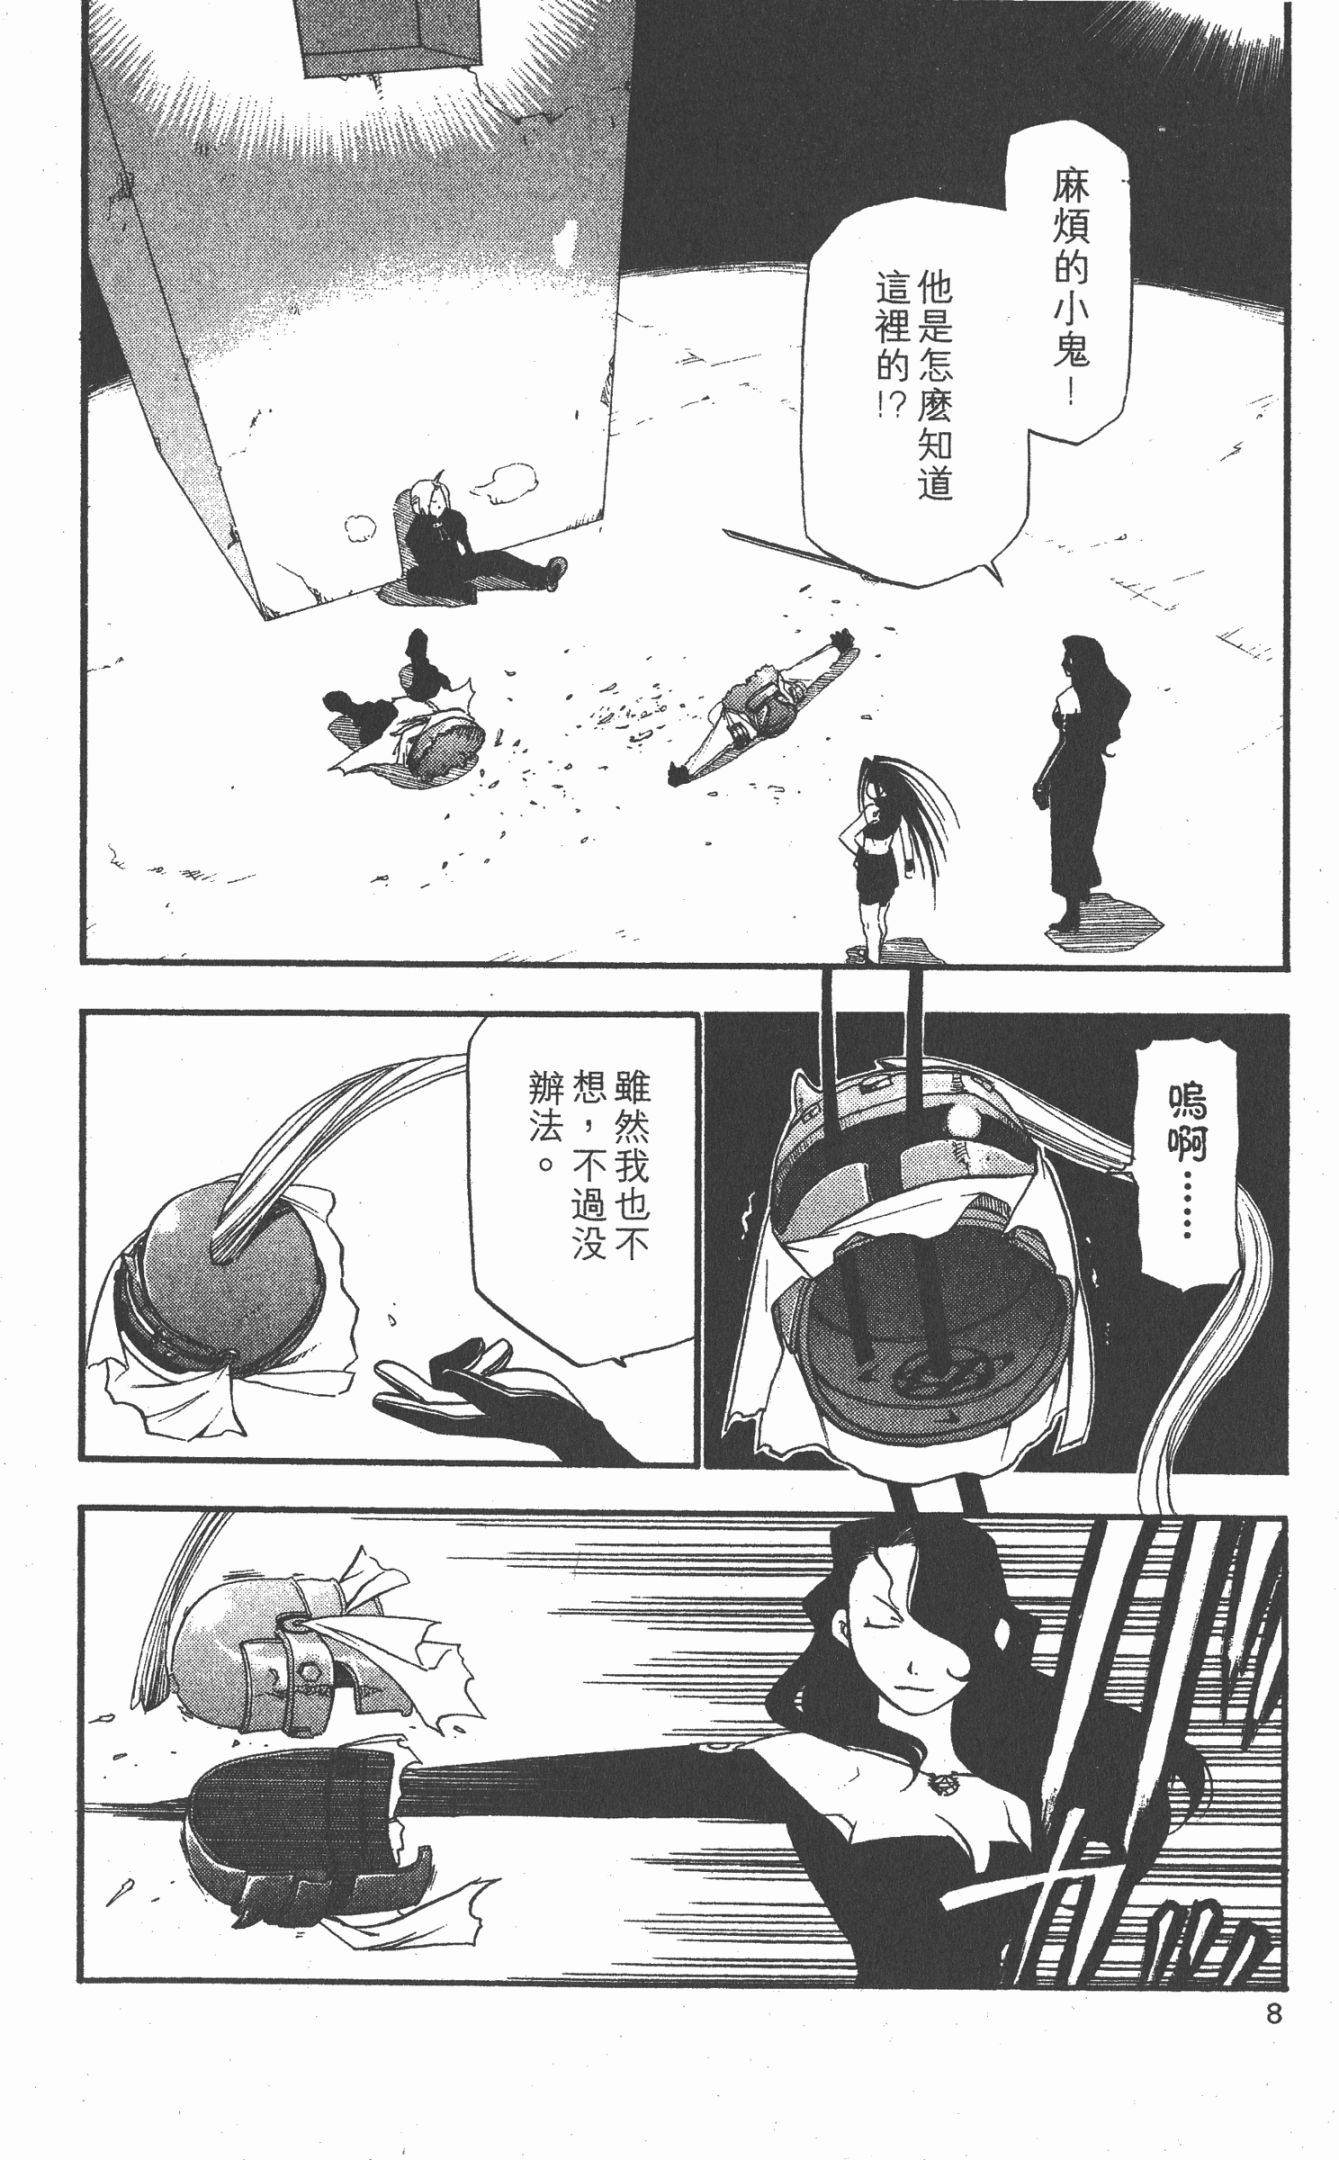 麻煩的小鬼！
他是怎麼知道
這裡的!?
嗚啊……
雖然我也不
想，不過沒
辦法。
8